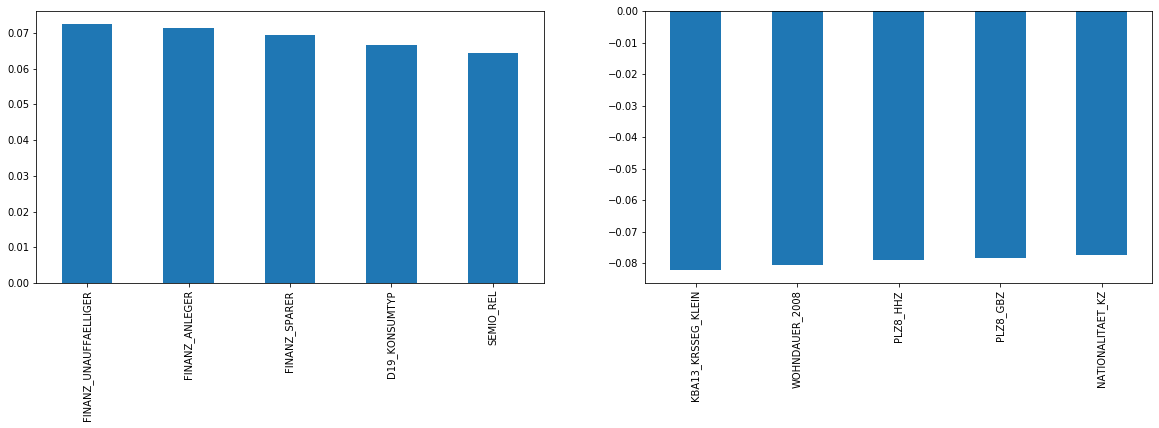 0.07
0.06
0.05
0.04
0.03
0.02
0.01
0.00
FINANZ_UNAUFFAELLIGER
FINANZ_ANLEGER
FINANZ_SPARER
D19_KONSUMTYP
SEMIO_REL
0.00
−0.01
−0.02
−0.03
−0.04
−0.05
−0.06
−0.07
−0.08
KBA13_KRSSEG_KLEIN
WOHNDAUER_2008
PLZ8_HHZ
PLZ8_GBZ
NATIONALITAET_KZ